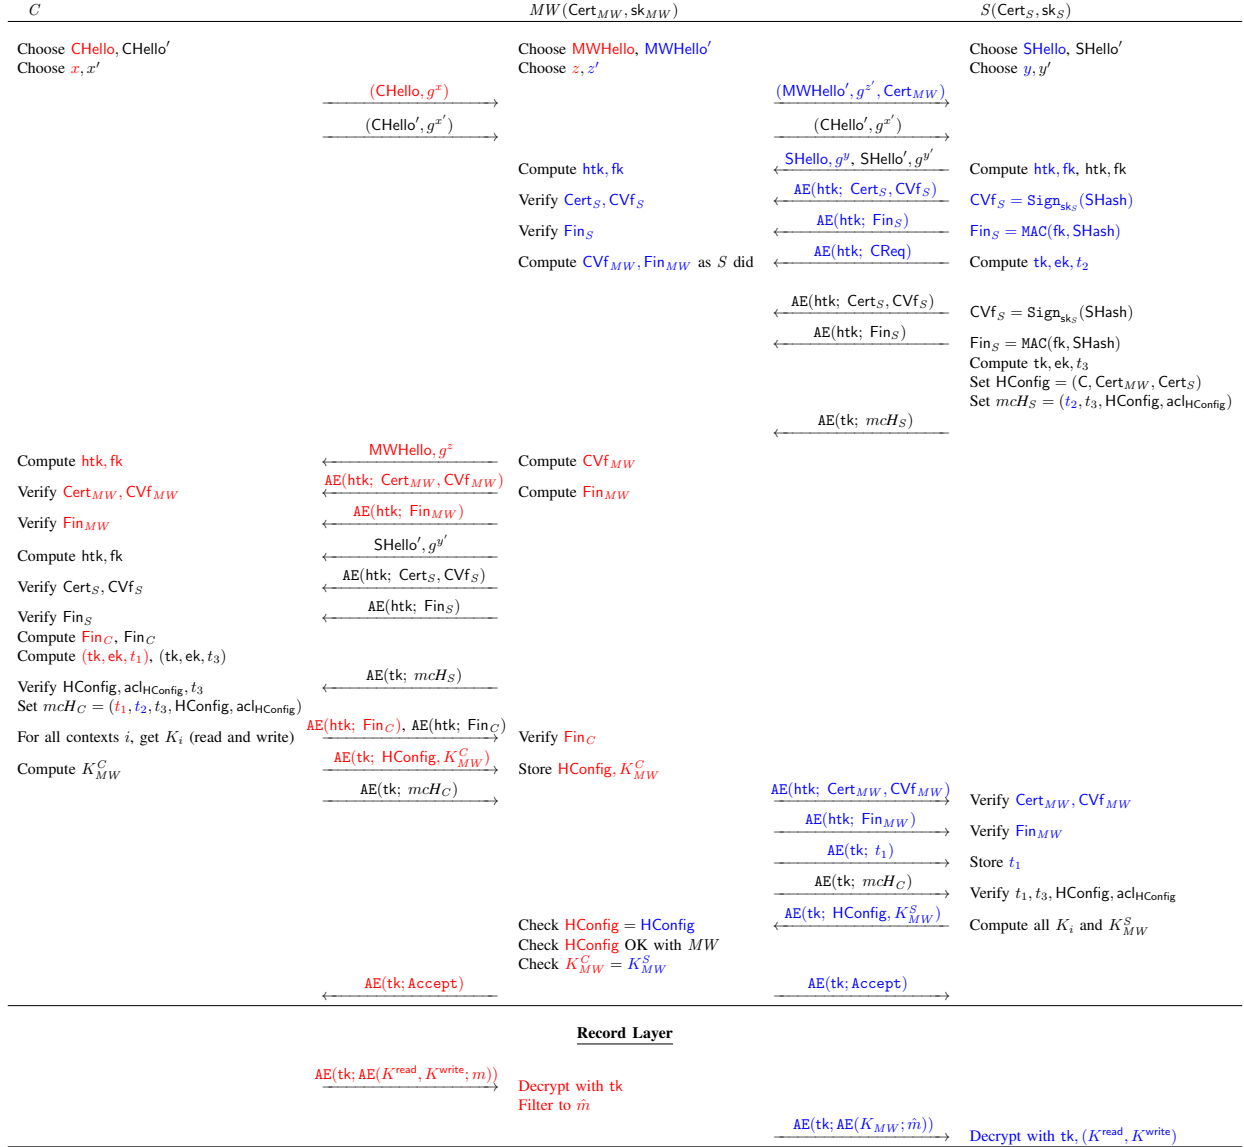 C MW(Cert_MW, sk_MW) S(Cert_S, sk_S)
Choose CHello, CHello′ Choose MWHello, MWHello′ Choose SHello, SHello′
Choose x, x′ Choose z, z′ Choose y, y′
(CHello, g^x) (MWHello′, g^z′, Cert_MW)
(CHello′, g^x′) (CHello′, g^x′)
SHello, g^y, SHello′, g^y′
Compute htk, fk Compute htk, fk, htk, fk
AE(htk; Cert_S, CVf_S)
Verify Cert_S, CVf_S CVf_S = Sign_sk_S(SHash)
AE(htk; Fin_S)
Verify Fin_S Fin_S = MAC(fk, SHash)
AE(htk; CReq)
Compute CVf_MW, Fin_MW as S did Compute tk, ek, t_2
AE(htk; Cert_S, CVf_S)
CVf_S = Sign_sk_S(SHash)
AE(htk; Fin_S)
Fin_S = MAC(fk, SHash)
Compute tk, ek, t_3
Set HConfig = (C, Cert_MW, Cert_S)
Set mcH_S = (t_2, t_3, HConfig, acl_HConfig)
AE(tk; mcH_S)
MWHello, g^z
Compute htk, fk Compute CVf_MW
AE(htk; Cert_MW, CVf_MW)
Verify Cert_MW, CVf_MW Compute Fin_MW
AE(htk; Fin_MW)
Verify Fin_MW
SHello′, g^y′
Compute htk, fk
AE(htk; Cert_S, CVf_S)
Verify Cert_S, CVf_S
AE(htk; Fin_S)
Verify Fin_S
Compute Fin_C, Fin_C
Compute (tk, ek, t_1), (tk, ek, t_3)
AE(tk; mcH_S)
Verify HConfig, acl_HConfig, t_3
Set mcH_C = (t_1, t_2, t_3, HConfig, acl_HConfig)
AE(htk; Fin_C), AE(htk; Fin_C)
For all contexts i, get K_i (read and write) Verify Fin_C
AE(tk; HConfig, K^C_MW)
Compute K^C_MW Store HConfig, K^C_MW
AE(tk; mcH_C) AE(htk; Cert_MW, CVf_MW)
Verify Cert_MW, CVf_MW
AE(htk; Fin_MW)
Verify Fin_MW
AE(tk; t_1)
Store t_1
AE(tk; mcH_C)
Verify t_1, t_3, HConfig, acl_HConfig
AE(tk; HConfig, K^S_MW)
Check HConfig = HConfig Compute all K_i and K^S_MW
Check HConfig OK with MW
Check K^C_MW = K^S_MW
AE(tk; Accept) AE(tk; Accept)
Record Layer
AE(tk; AE(K^read, K^write; m))
Decrypt with tk
Filter to m̂
AE(tk; AE(K_MW; m̂))
Decrypt with tk, (K^read, K^write)